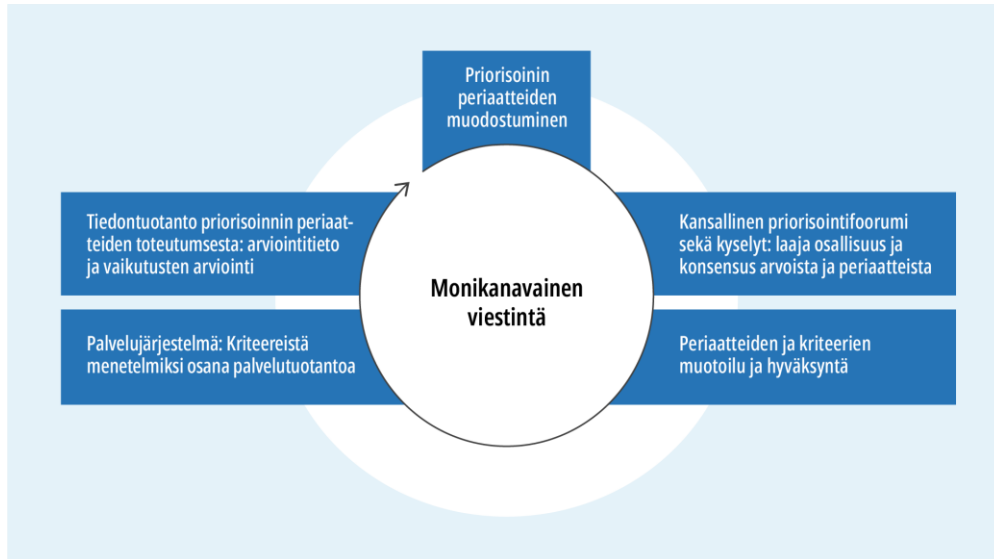 Priorisoinin
periaatteiden
muodostuminen
Tiedontuotanto priorisoinnin periaat-
teiden toteutumsesta: arviointitieto
ja vaikutusten arviointi
Kansallinen priorisointifoorumi
sekä kyselyt: laaja osallisuus ja
konsensus arvoista ja periaatteista
Monikanavainen
viestintä
Palvelujärjestelmä: Kriteereistä
menetelmiksi osana palvelutuotantoa
Periaatteiden ja kriteerien
muotoilu ja hyväksyntä